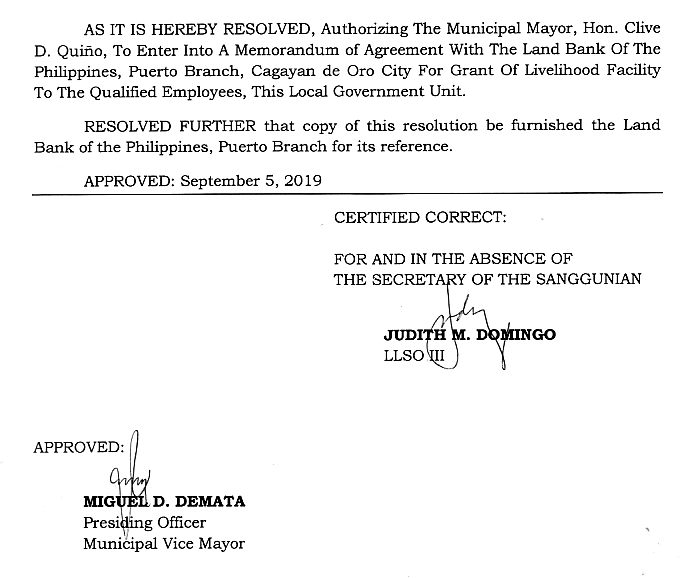 AS IT IS HEREBY RESOLVED, Authorizing The Municipal Mayor, Hon. Clive
D. Quiño, To Enter Into A Memorandum of Agreement With The Land Bank Of The
Philippines, Puerto Branch, Cagayan de Oro City For Grant Of Livelihood Facility
To The Qualified Employees, This Local Government Unit.
RESOLVED FURTHER that copy of this resolution be furnished the Land
Bank of the Philippines, Puerto Branch for its reference.
APPROVED: September 5, 2019
CERTIFIED CORRECT:
FOR AND IN THE ABSENCE OF
THE SECRETARY OF THE SANGGUNIAN
JUDITH M. DOMINGO
LLSO III
APPROVED:
MIGUEL D. DEMATA
Presiding Officer
Municipal Vice Mayor